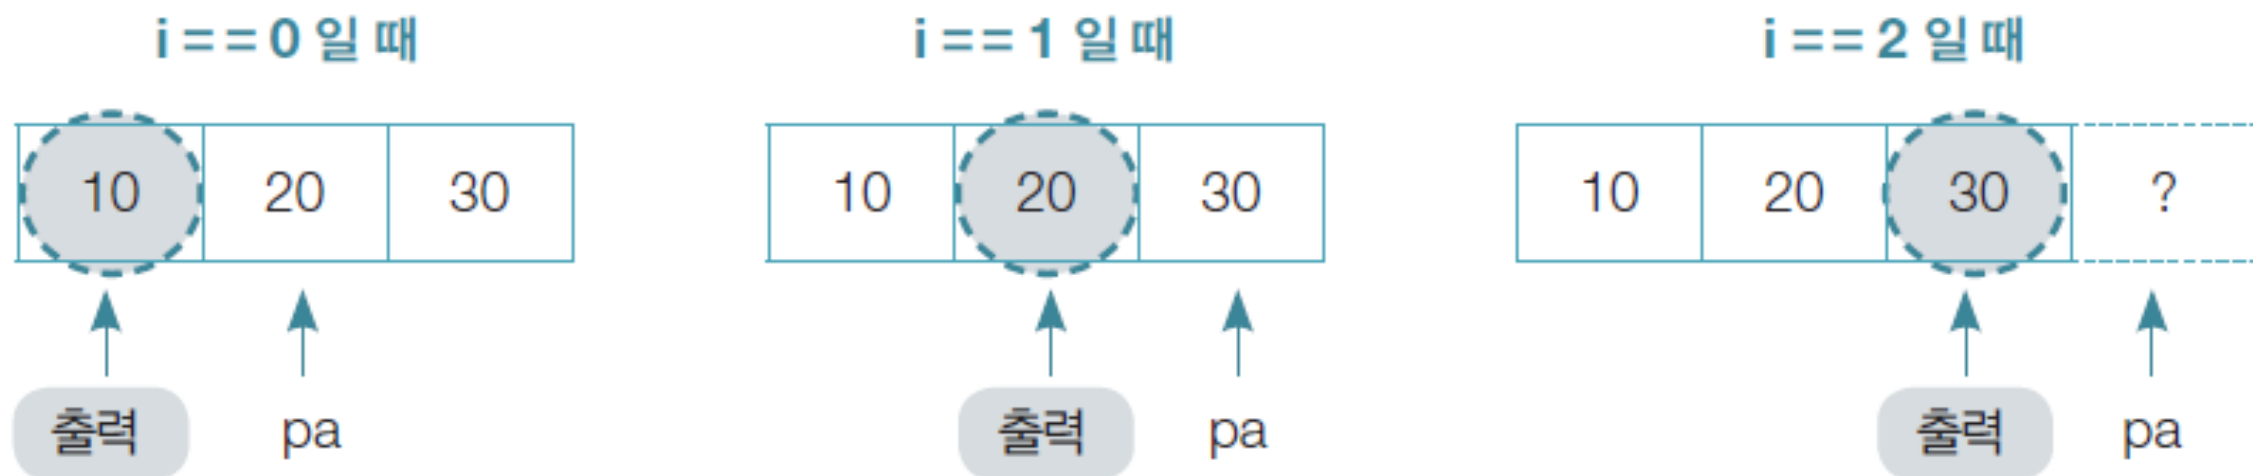 i == 0 일 때
10 20 30
출력 pa
i == 1 일 때
10 20 30
출력 pa
i == 2 일 때
10 20 30 ?
출력 pa